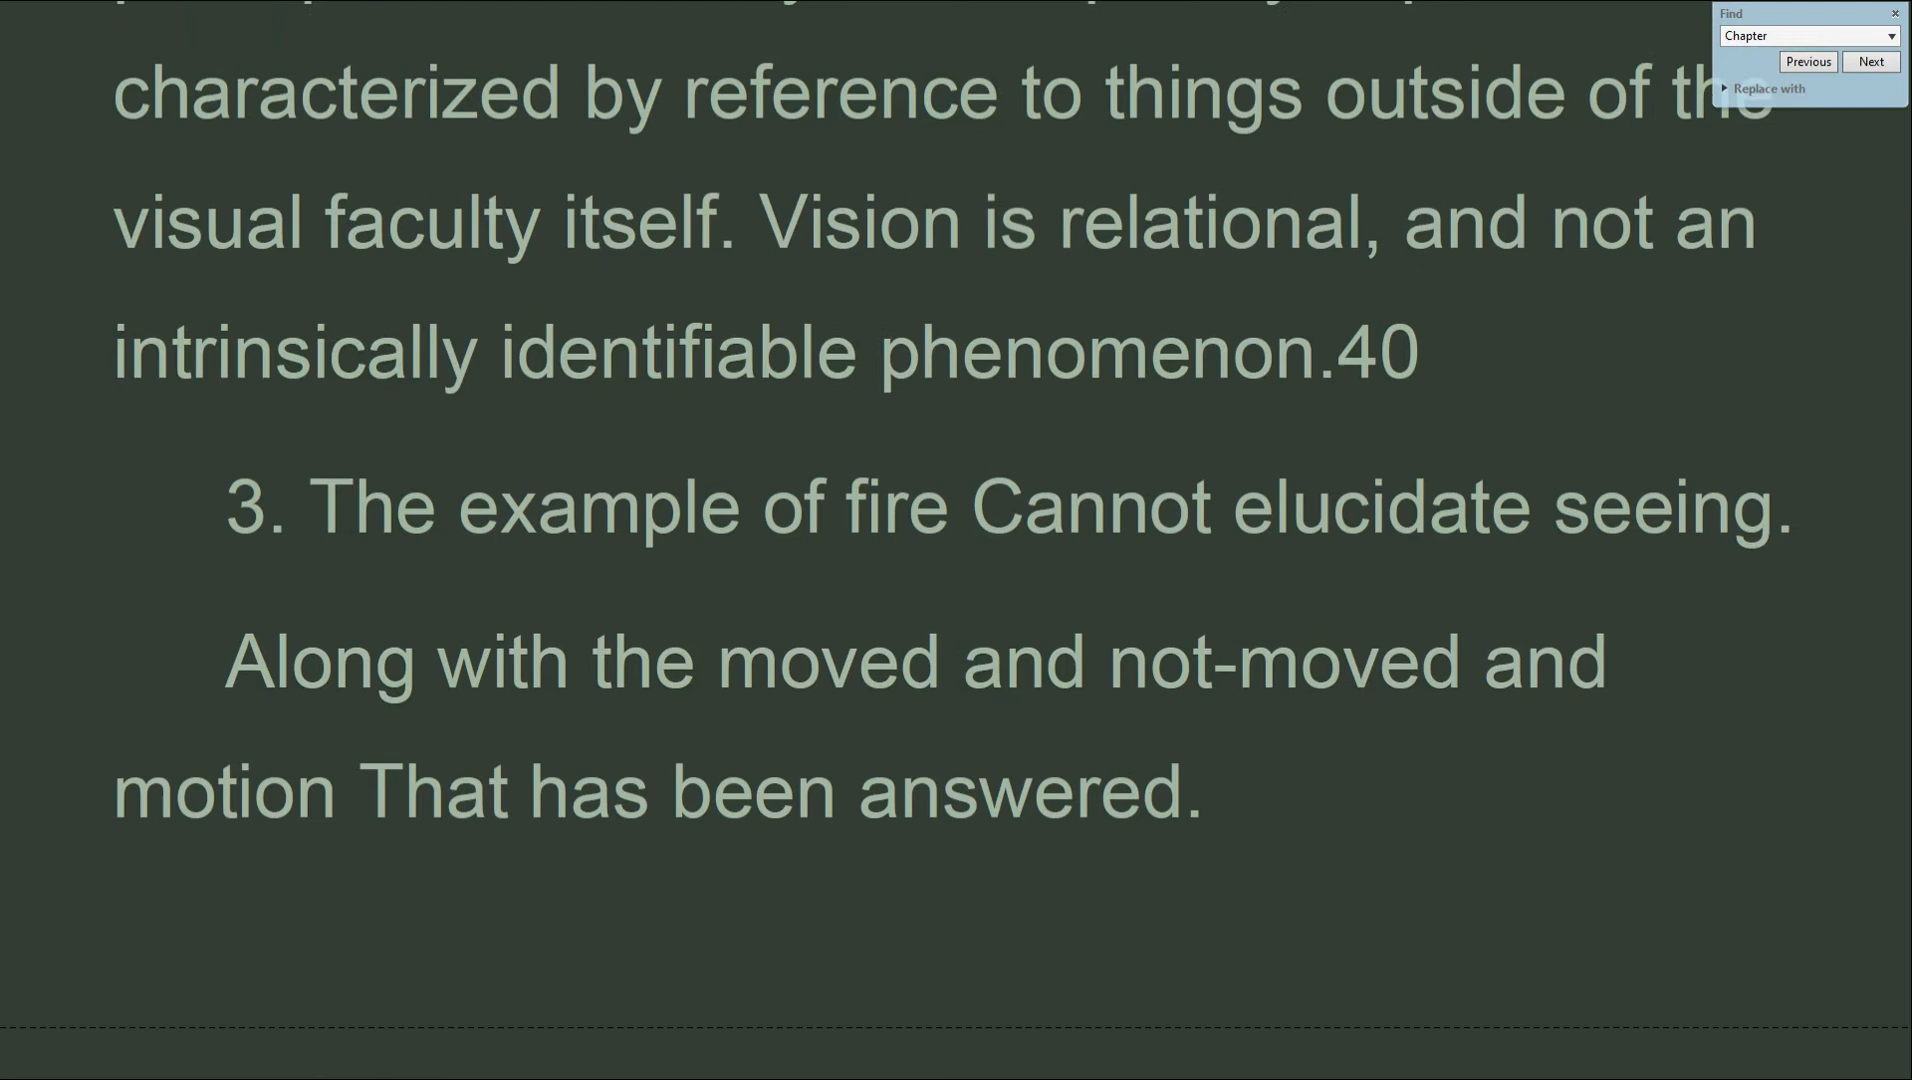 characterized by reference to things outside of the
visual faculty itself. Vision is relational, and not an
intrinsically identifiable phenomenon.40
3. The example of fire Cannot elucidate seeing.
Along with the moved and not-moved and
motion That has been answered.
Find
Chapter
Previous Next
Replace with